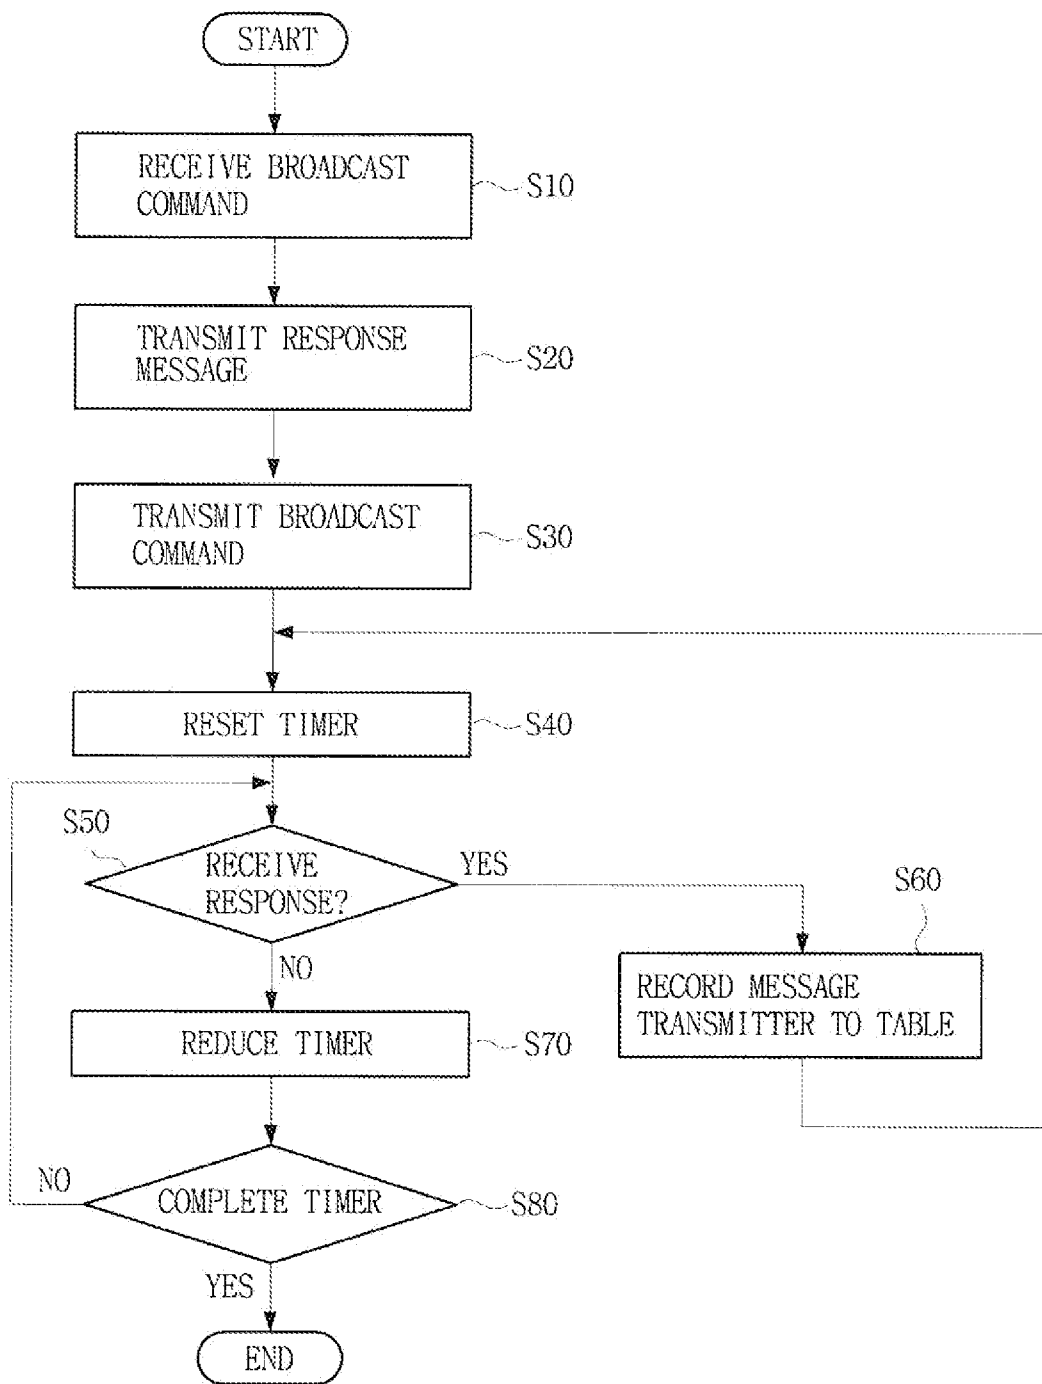 START
RECEIVE BROADCAST
COMMAND
S10
TRANSMIT RESPONSE
MESSAGE
S20
TRANSMIT BROADCAST
COMMAND
S30
RESET TIMER
S40
S50
RECEIVE
RESPONSE?
YES
S60
RECORD MESSAGE
TRANSMITTER TO TABLE
NO
REDUCE TIMER
S70
NO
COMPLETE TIMER
S80
YES
END